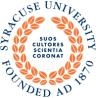 SYRACUSE UNIVERSITY
SUOS
CULTORES
SCIENTIA
CORONAT
FOUNDED AD 1870